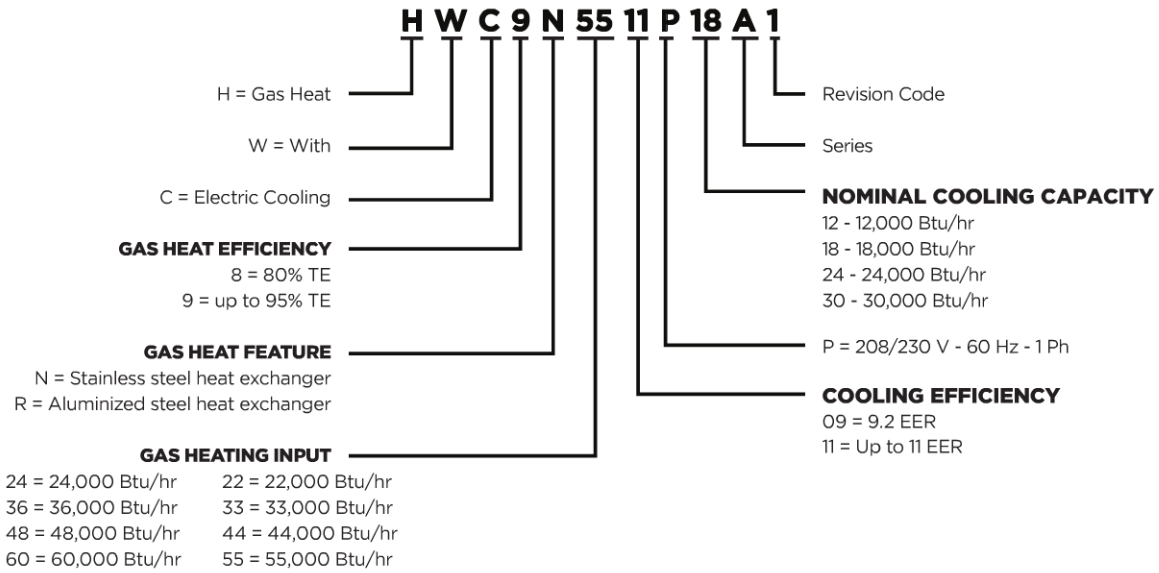 H W C 9 N 55 11 P 18 A 1
H = Gas Heat
W = With
C = Electric Cooling
GAS HEAT EFFICIENCY
8 = 80% TE
9 = up to 95% TE
GAS HEAT FEATURE
N = Stainless steel heat exchanger
R = Aluminized steel heat exchanger
GAS HEATING INPUT
24 = 24,000 Btu/hr 22 = 22,000 Btu/hr
36 = 36,000 Btu/hr 33 = 33,000 Btu/hr
48 = 48,000 Btu/hr 44 = 44,000 Btu/hr
60 = 60,000 Btu/hr 55 = 55,000 Btu/hr
Revision Code
Series
NOMINAL COOLING CAPACITY
12 - 12,000 Btu/hr
18 - 18,000 Btu/hr
24 - 24,000 Btu/hr
30 - 30,000 Btu/hr
P = 208/230 V - 60 Hz - 1 Ph
COOLING EFFICIENCY
09 = 9.2 EER
11 = Up to 11 EER